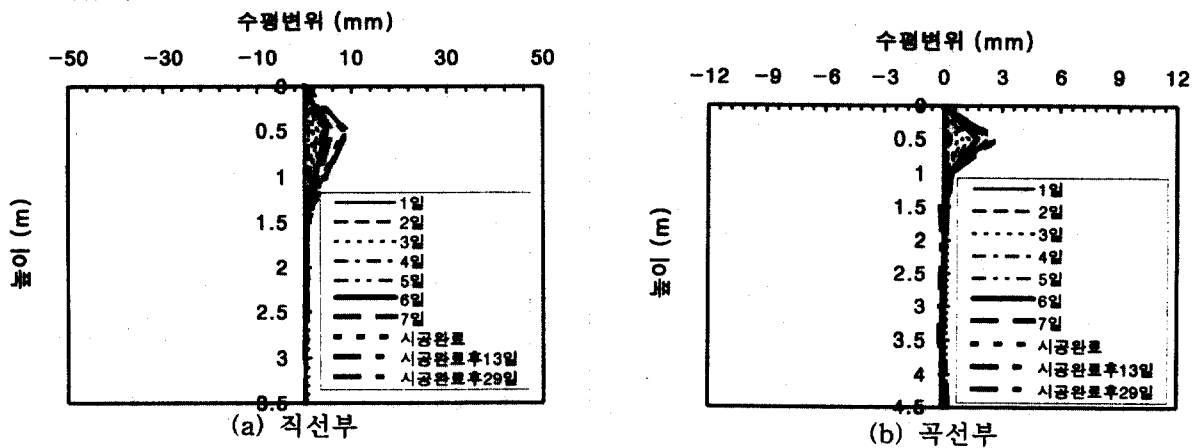 수평변위 (mm)
-50 -30 -10 10 30 50
0
0.5
1
1.5
2
2.5
3
3.5
높이 (m)
1일
2일
3일
4일
5일
6일
7일
시공완료
시공완료후13일
시공완료후29일
(a) 직선부
수평변위 (mm)
-12 -9 -6 -3 0 3 6 9 12
0
0.5
1
1.5
2
2.5
3
3.5
4
4.5
높이 (m)
1일
2일
3일
4일
5일
6일
7일
시공완료
시공완료후13일
시공완료후29일
(b) 곡선부